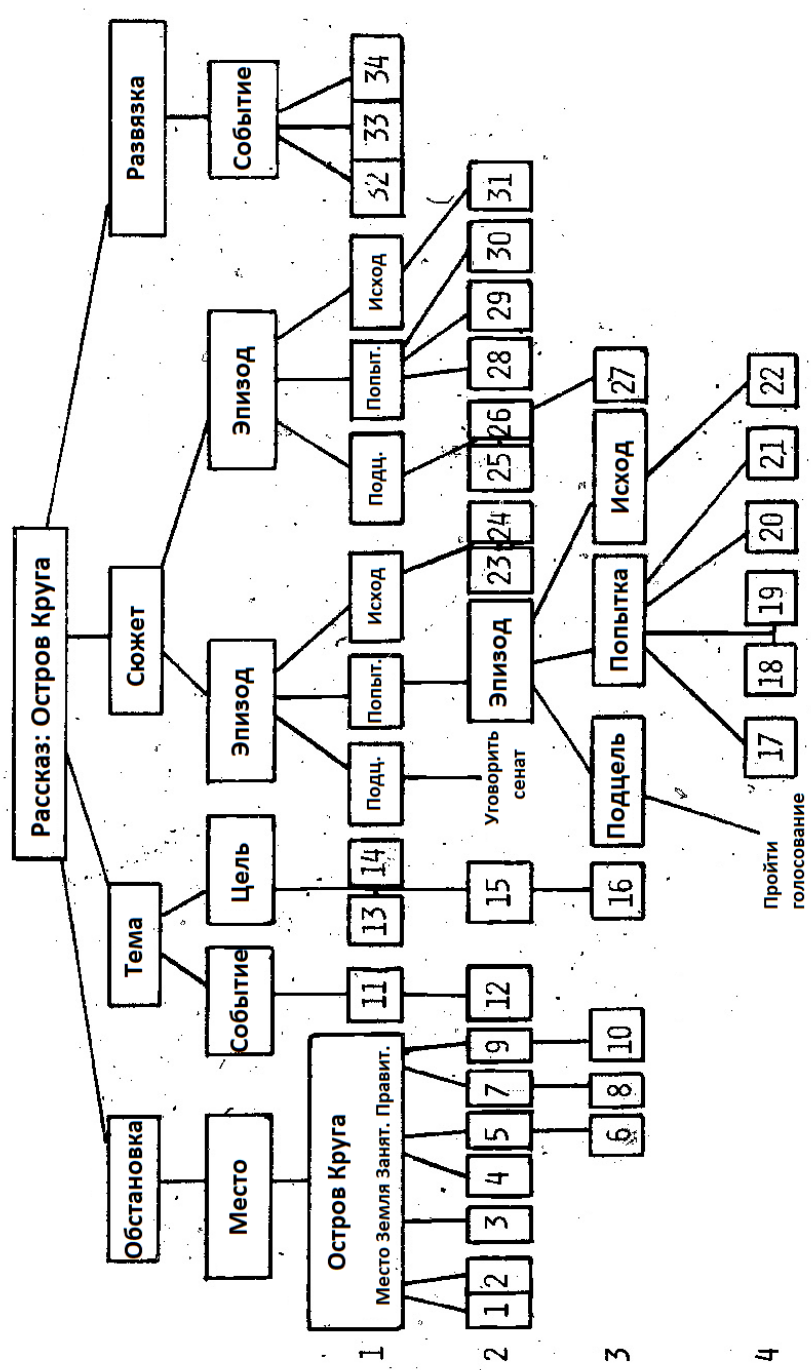 Рассказ: Остров Круга
Обстановка
Тема
Сюжет
Развязка
Место
Событие
Цель
Эпизод
Эпизод
Событие
1
Остров Круга
Место Земля Занят. Правит.
11
13
14
Подц.
Попыт.
Исход
Подц.
Попыт.
Исход
32
33
34
2
1
2
3
4
5
7
9
12
15
Уговорить
сенат
Эпизод
23
24
25
26
28
29
30
31
3
6
8
10
16
Подцель
Попытка
Исход
27
4
Пройти
голосование
17
18
19
20
21
22